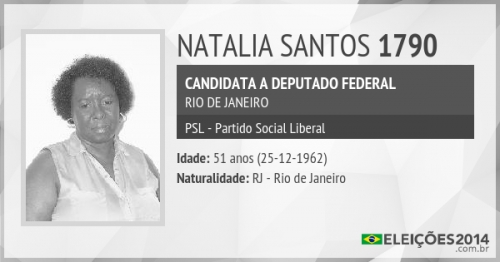 NATALIA SANTOS 1790
CANDIDATA A DEPUTADO FEDERAL
RIO DE JANEIRO
PSL - Partido Social Liberal
Idade: 51 anos (25-12-1962)
Naturalidade: RJ - Rio de Janeiro
ELEIÇÕES2014
.com.br